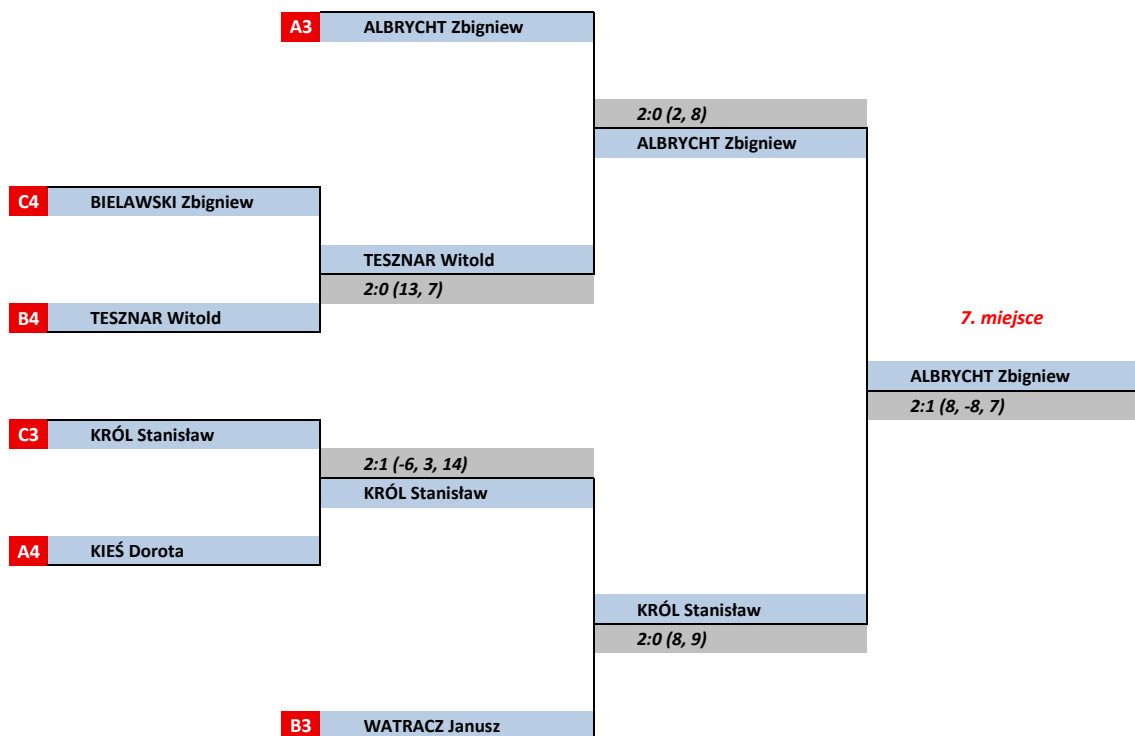 A3 ALBRYCHT Zbigniew
2:0 (2, 8)
ALBRYCHT Zbigniew
C4 BIELAWSKI Zbigniew
TESZNAR Witold
2:0 (13, 7)
B4 TESZNAR Witold
7. miejsce
ALBRYCHT Zbigniew
2:1 (8, -8, 7)
C3 KRÓL Stanisław
2:1 (-6, 3, 14)
KRÓL Stanisław
A4 KIEŚ Dorota
KRÓL Stanisław
2:0 (8, 9)
B3 WATRACZ Janusz